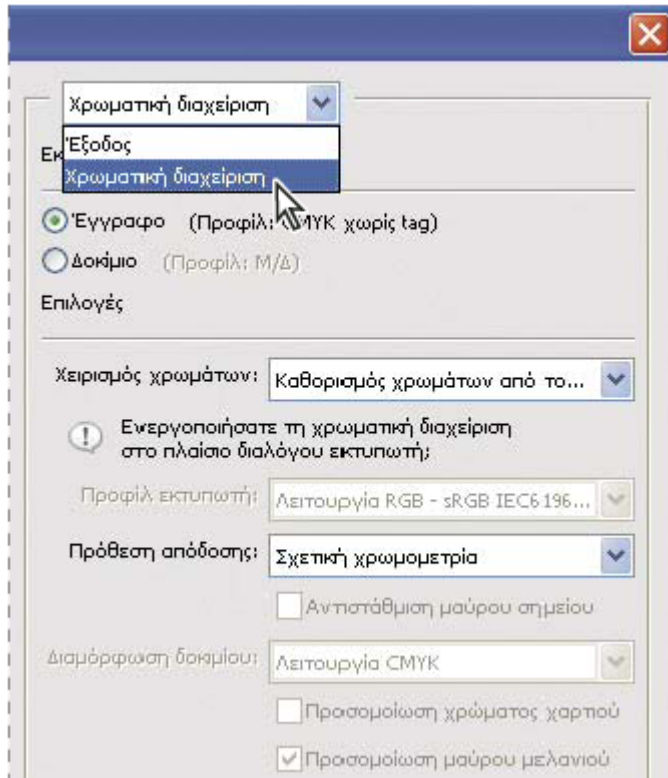 Χρωματική διαχείριση
Έξοδος
Εκ
Χρωματική διαχείριση
Έγγραφο (Προφίλ: CMYK χωρίς tag)
Δοκίμιο (Προφίλ: Μ/Δ)
Επιλογές
Χειρισμός χρωμάτων: Καθορισμός χρωμάτων από το...
Ενεργοποιήσατε τη χρωματική διαχείριση
στο πλαίσιο διαλόγου εκτυπωτή;
Προφίλ εκτυπωτή: Λειτουργία RGB - sRGB IEC6196...
Πρόθεση απόδοσης: Σχετική χρωμομετρία
Αντιστάθμιση μαύρου σημείου
Διαμόρφωση δοκιμίου: Λειτουργία CMYK
Προσομοίωση χρώματος χαρτιού
Προσομοίωση μαύρου μελανιού